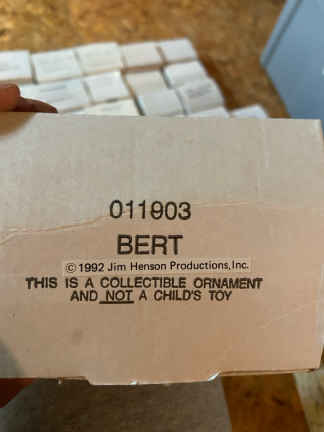 011903
BERT
© 1992 Jim Henson Productions, Inc.
THIS IS A COLLECTIBLE ORNAMENT
AND NOT A CHILD'S TOY